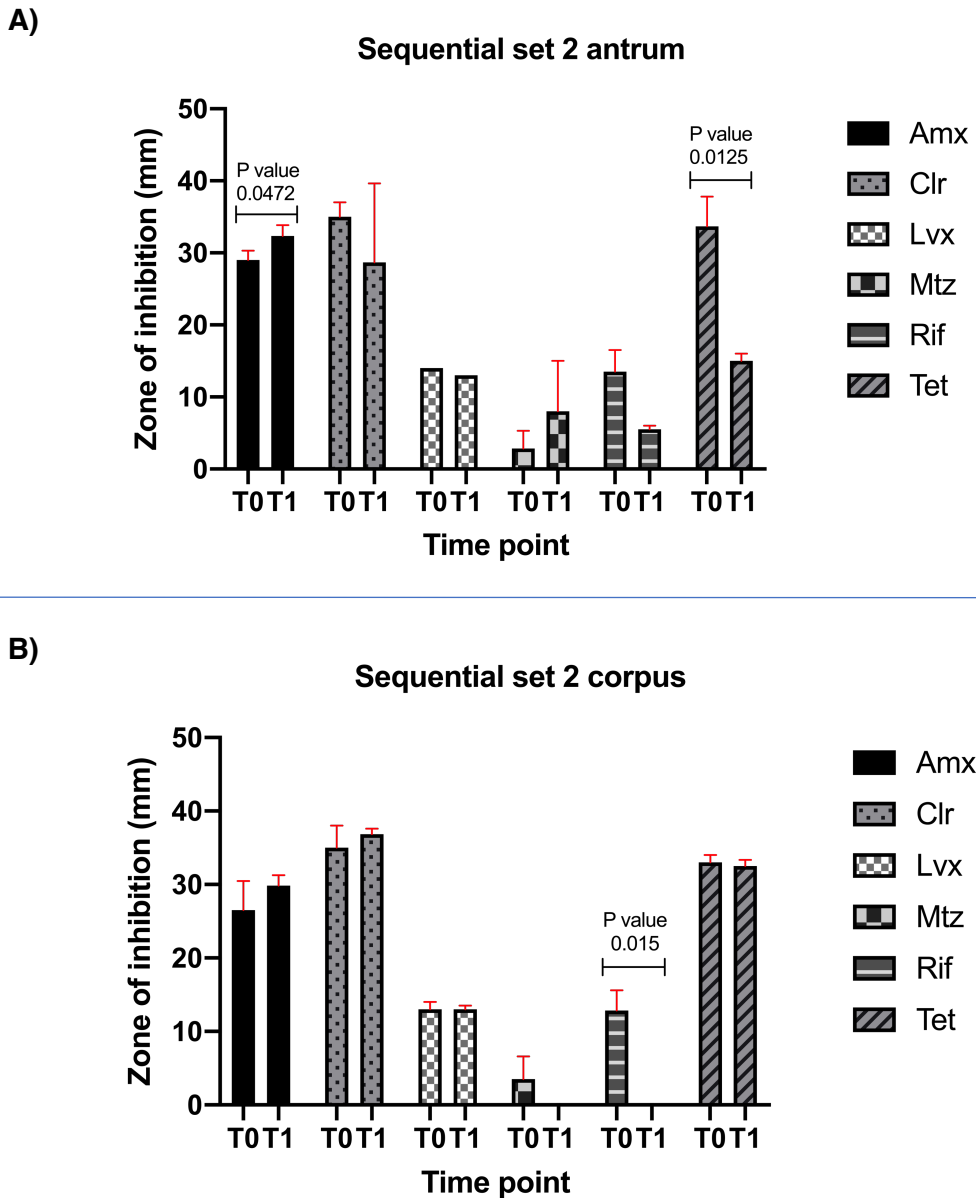 A)
Sequential set 2 antrum
Zone of inhibition (mm)
50
40
30
20
10
0
P value
0.0472
P value
0.0125
T0 T1 T0 T1 T0 T1 T0 T1 T0 T1 T0 T1
Time point
Amx
Clr
Lvx
Mtz
Rif
Tet
B)
Sequential set 2 corpus
Zone of inhibition (mm)
50
40
30
20
10
0
P value
0.015
T0 T1 T0 T1 T0 T1 T0 T1 T0 T1 T0 T1
Time point
Amx
Clr
Lvx
Mtz
Rif
Tet